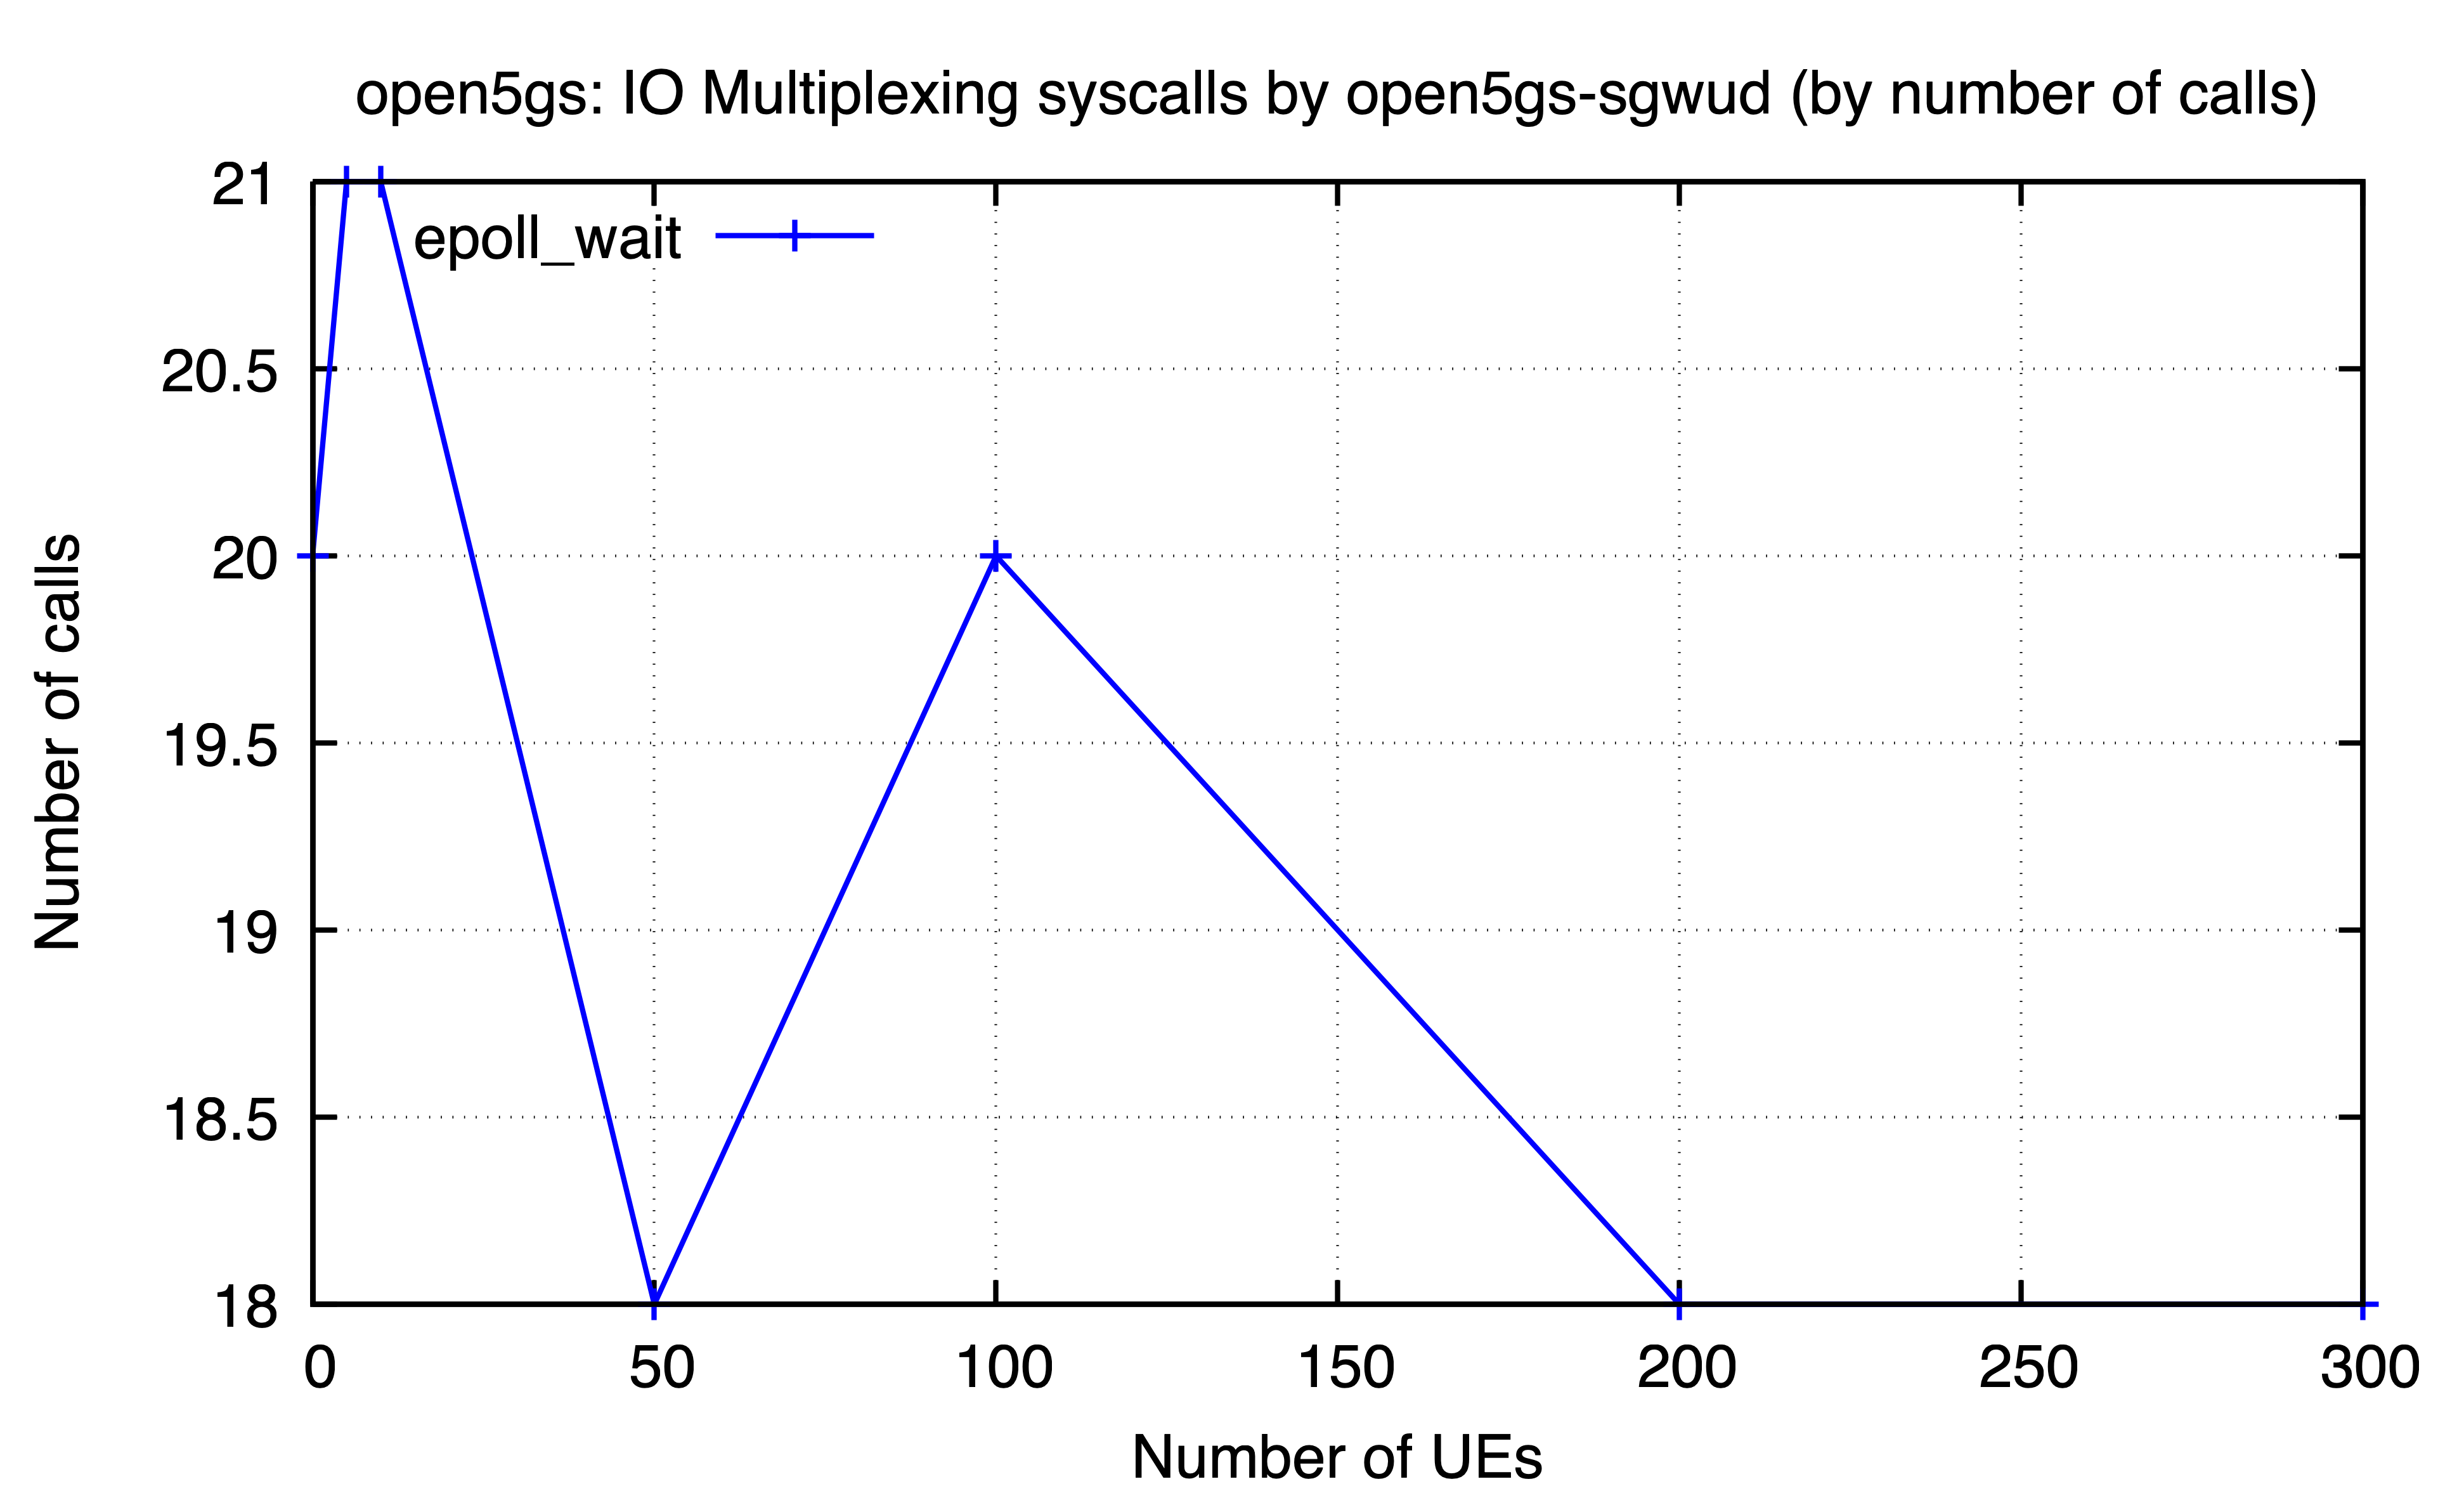 open5gs: IO Multiplexing syscalls by open5gs-sgwud (by number of calls)
epoll_wait
21
20.5
20
19.5
19
18.5
18
Number of calls
0 50 100 150 200 250 300
Number of UEs